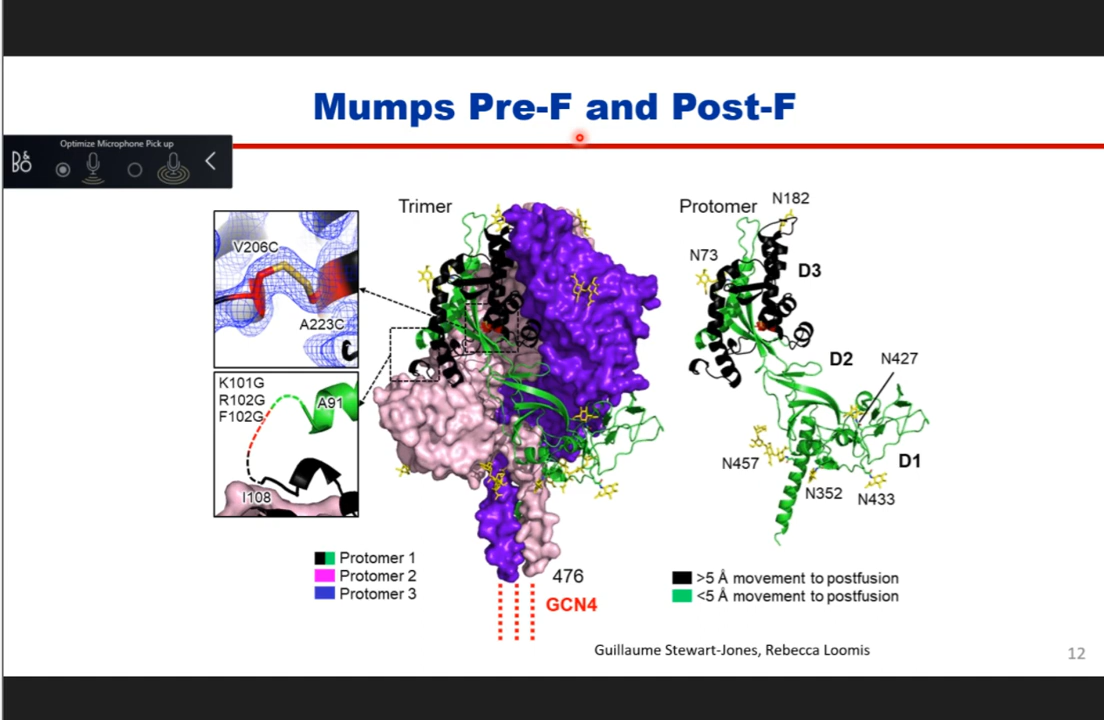 Mumps Pre-F and Post-F
Optimize Microphone Pick up
B&O
Trimer
Protomer
N182
N73
D3
V206C
A223C
D2
N427
K101G
R102G
F102G
A91
I108
N457
D1
N352
N433
Protomer 1
Protomer 2
Protomer 3
476
GCN4
>5 Å movement to postfusion
<5 Å movement to postfusion
Guillaume Stewart-Jones, Rebecca Loomis
12